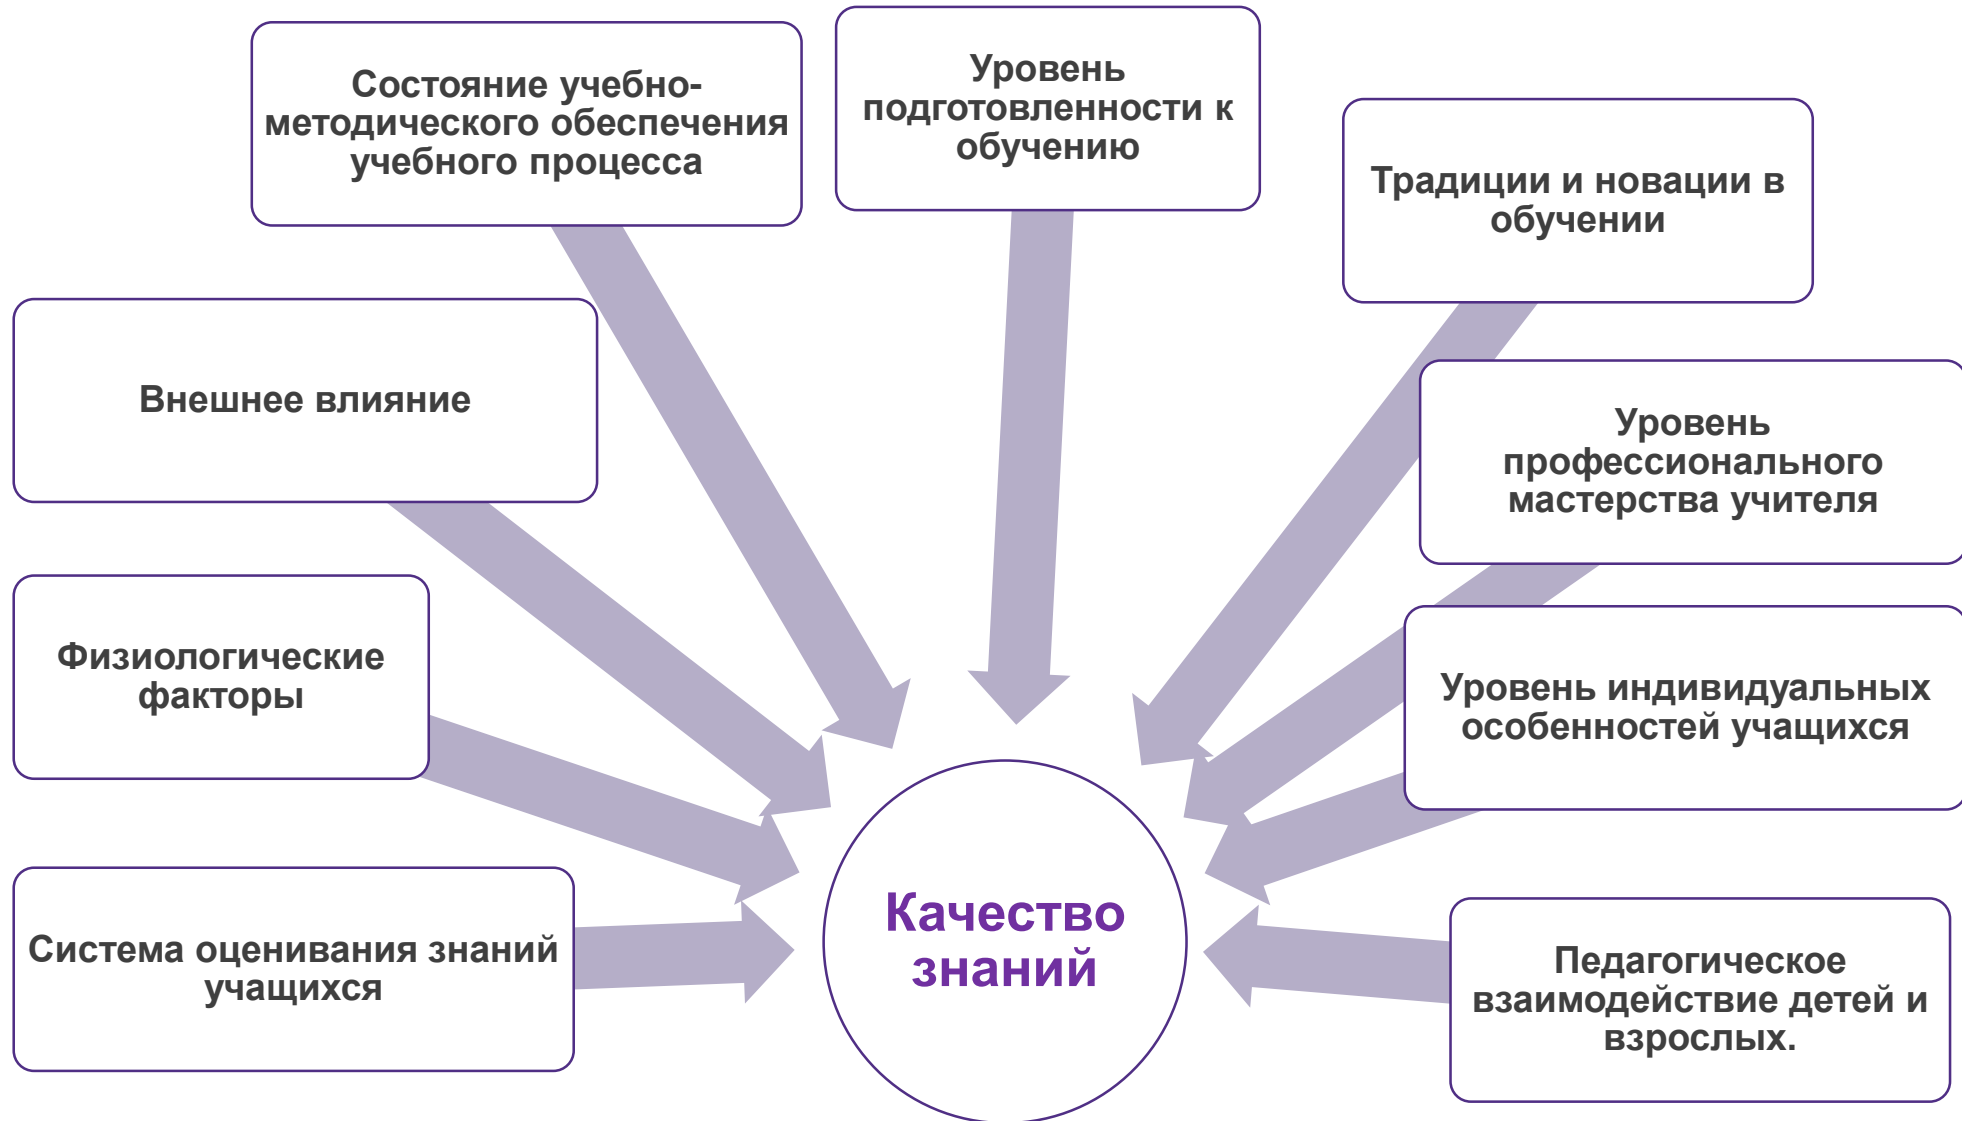 Состояние учебно-
методического обеспечения
учебного процесса
Уровень
подготовленности к
обучению
Традиции и новации в
обучении
Внешнее влияние
Уровень
профессионального
мастерства учителя
Физиологические
факторы
Уровень индивидуальных
особенностей учащихся
Система оценивания знаний
учащихся
Качество
знаний
Педагогическое
взаимодействие детей и
взрослых.